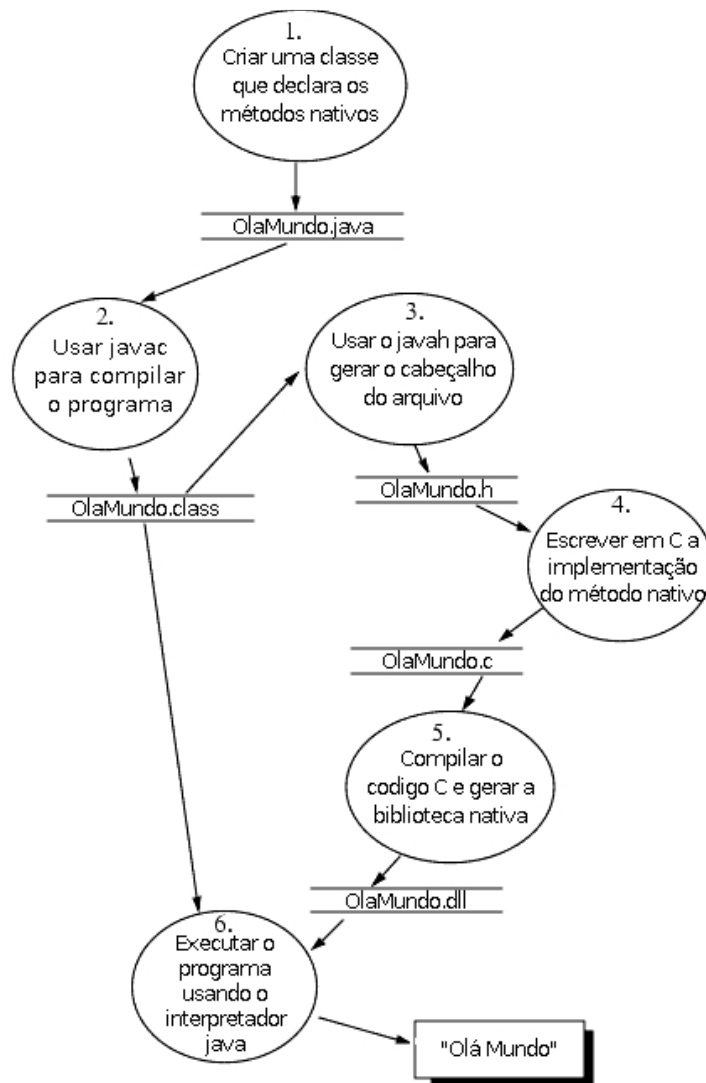 1.
Criar uma classe
que declara os
métodos nativos
OlaMundo.java
2.
Usar javac
para compilar
o programa
3.
Usar o javah para
gerar o cabeçalho
do arquivo
OlaMundo.class
OlaMundo.h
4.
Escrever em C a
implementação
do método nativo
OlaMundo.c
5.
Compilar o
codigo C e gerar a
biblioteca nativa
OlaMundo.dll
6.
Executar o
programa
usando o
interpretador
java
"Olá Mundo"